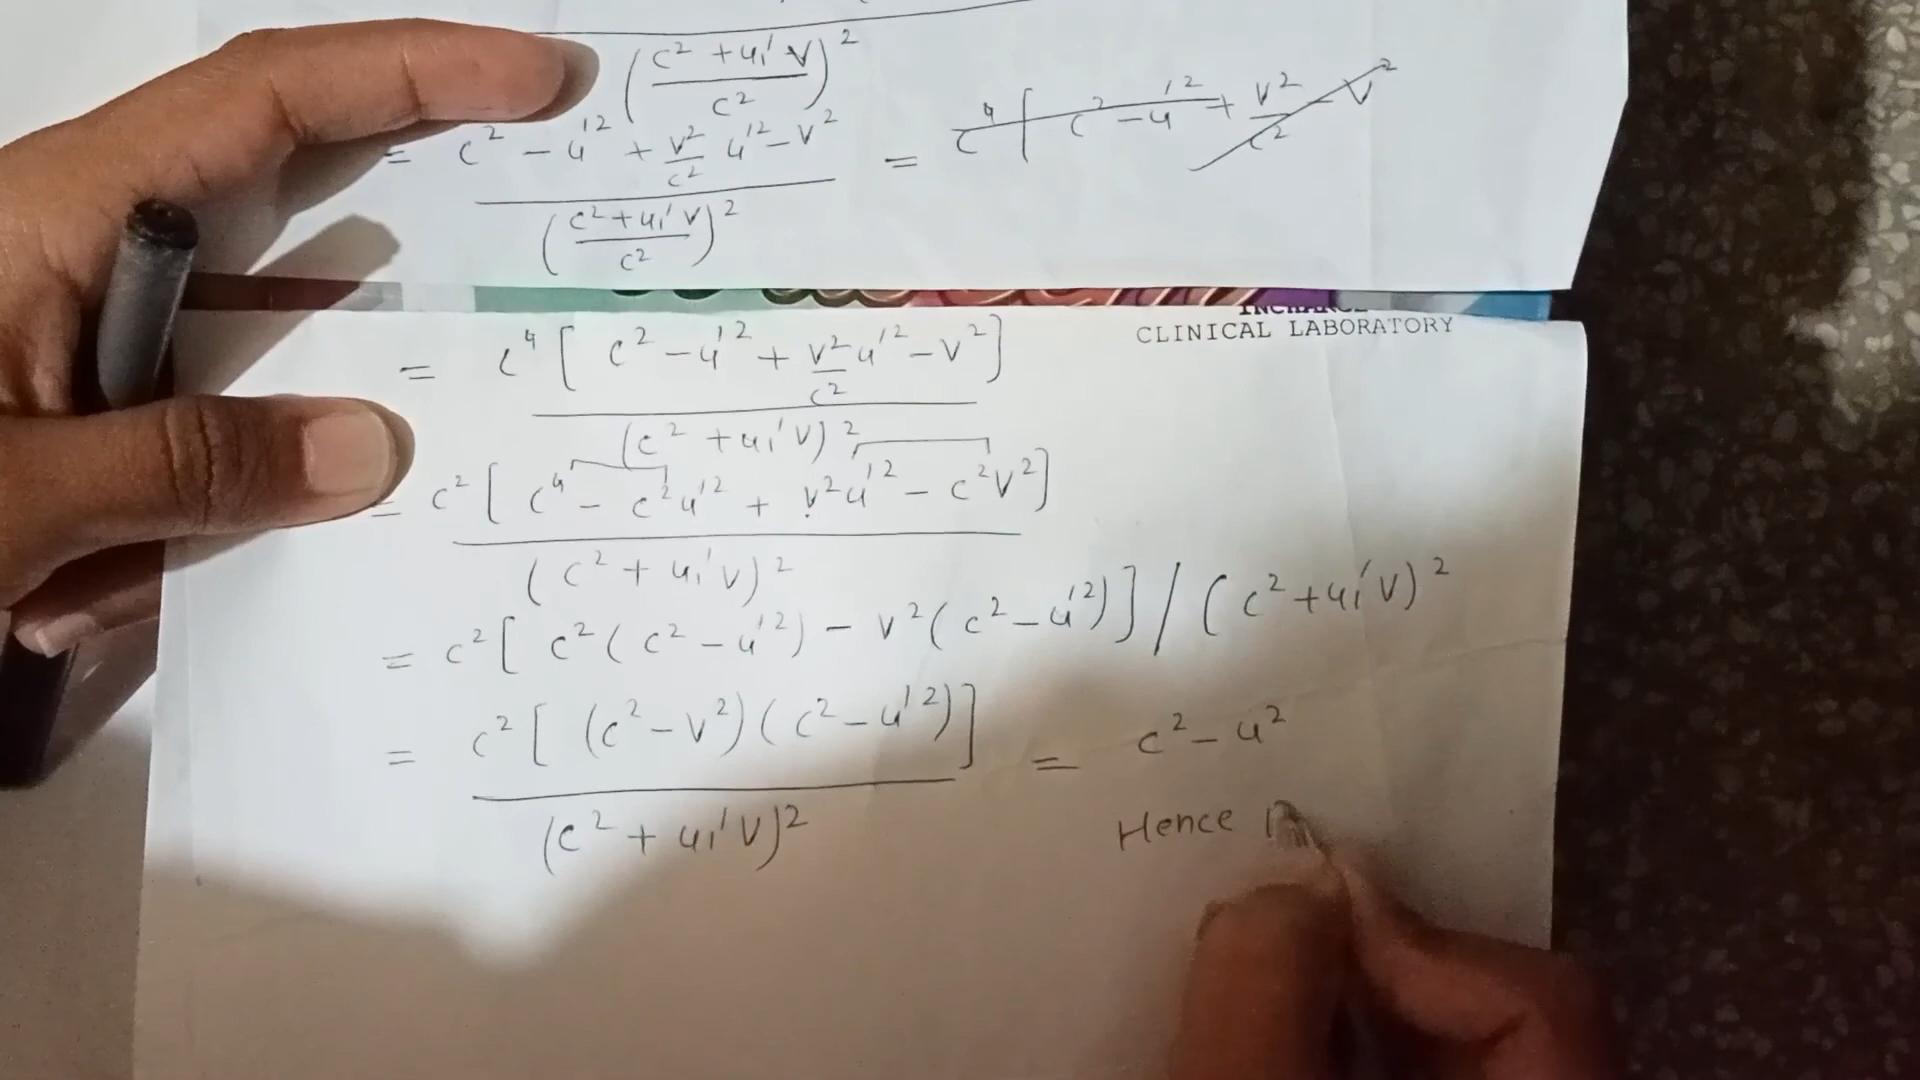 (c² + u₁'v / c²)²
= c² - u'² + v²/c² u'² - v² / (c² + u₁'v / c²)² = c⁴ [ c² - u'² + v²/c² - v²
CLINICAL LABORATORY
= c⁴ [ c² - u'² + v²/c² u'² - v² ] / (c² + u₁'v)²
= c² [ c⁴ - c²u'² + v²u'² - c²v² ] / (c² + u₁'v)²
= c² [ c² ( c² - u'² ) - v² ( c² - u'² ) ] / ( c² + u₁'v )²
= c² [ (c² - v²) ( c² - u'² ) ] / (c² + u₁'v)² = c² - u²
Hence